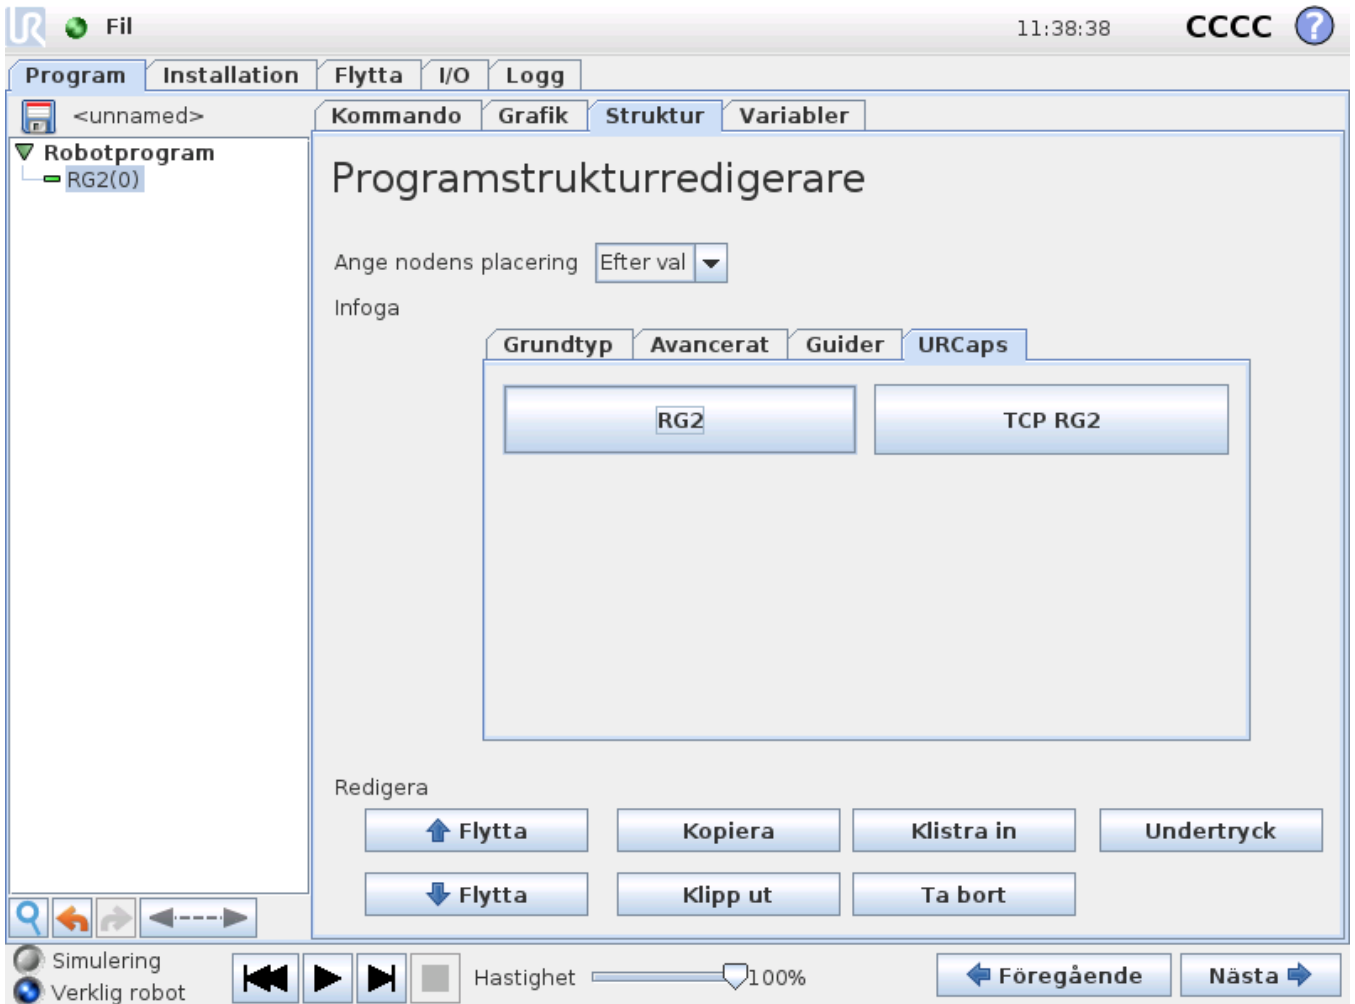 UR Fil 11:38:38 CCCC ?
Program Installation Flytta I/O Logg
<unnamed> Kommando Grafik Struktur Variabler
Robotprogram
RG2(0)
Programstrukturredigerare
Ange nodens placering Efter val
Infoga
Grundtyp Avancerat Guider URCaps
RG2 TCP RG2
Redigera
Flytta Kopiera Klistra in Undertryck
Flytta Klipp ut Ta bort
Simulering
Verklig robot
Hastighet 100% Föregående Nästa